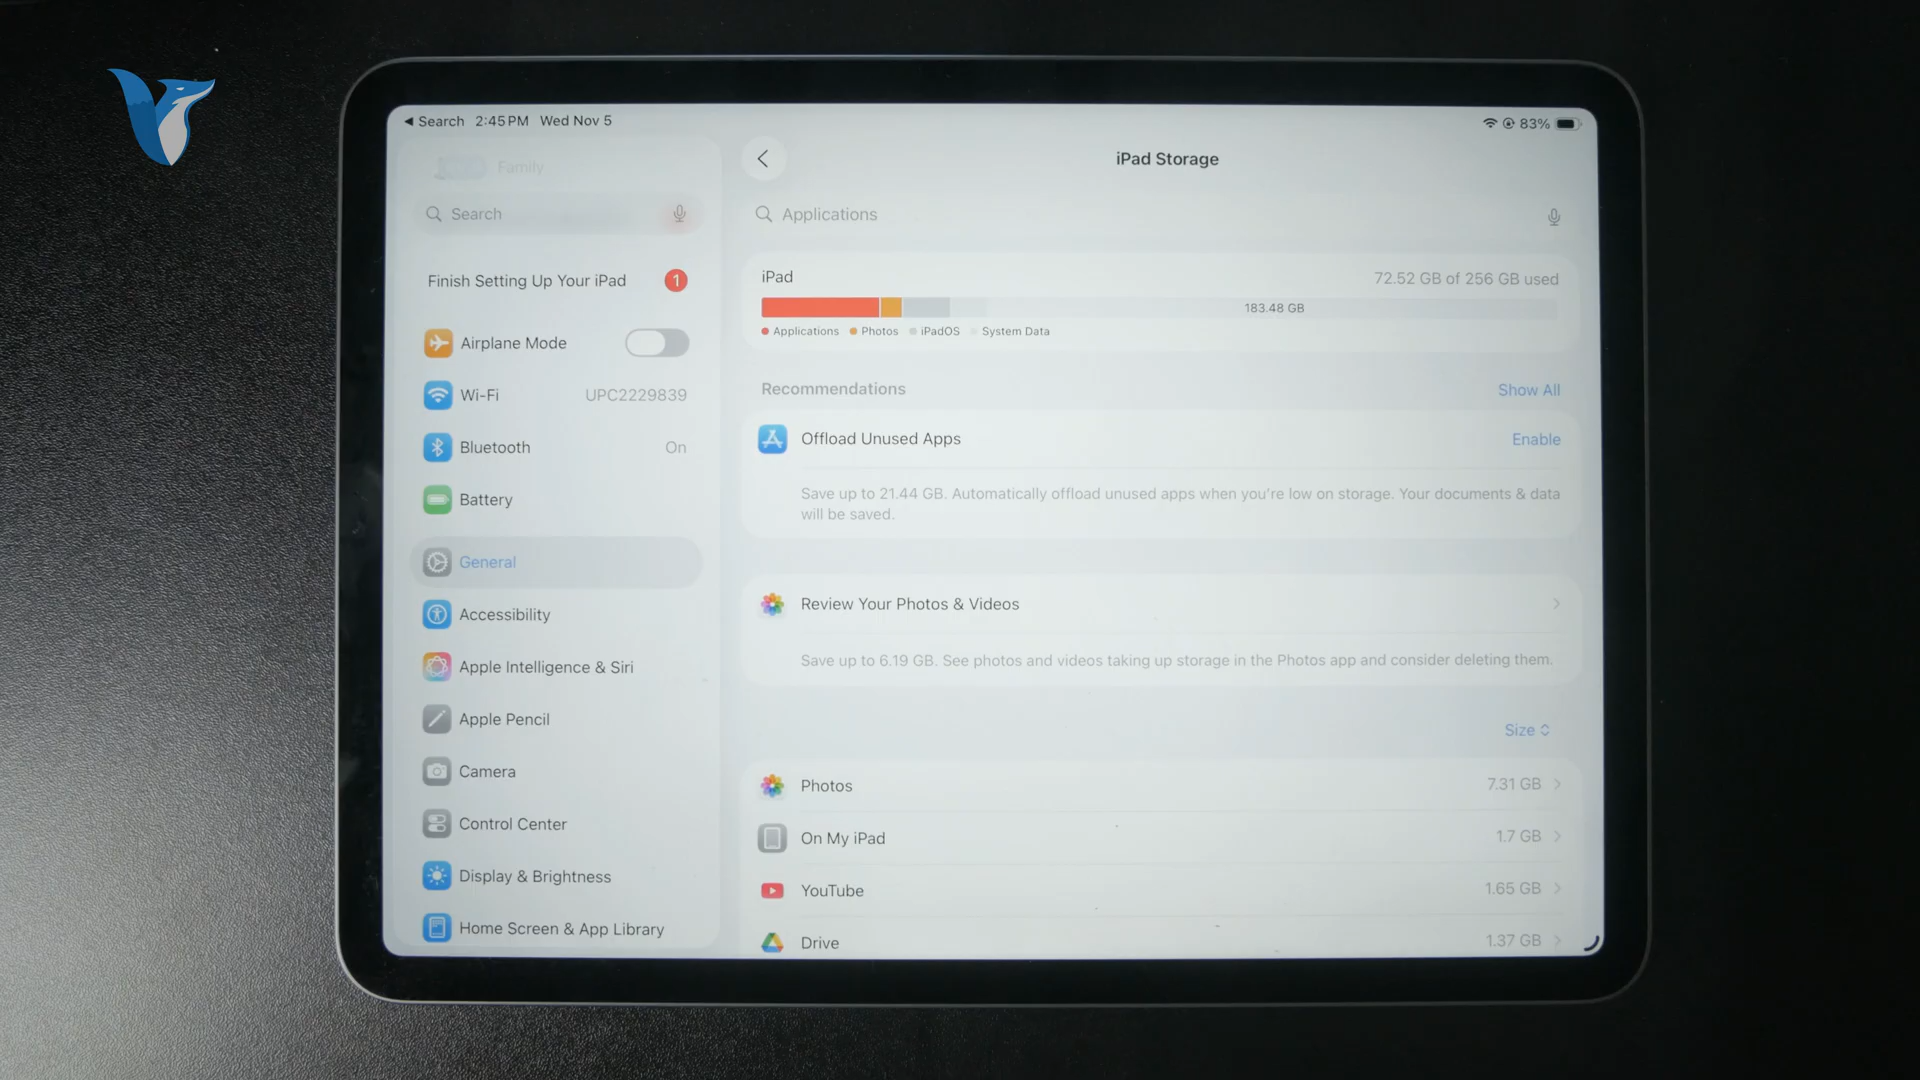 ◀ Search 2:45 PM Wed Nov 5
83%
Family
Search
Finish Setting Up Your iPad 1
Airplane Mode
Wi-Fi UPC2229839
Bluetooth On
Battery
General
Accessibility
Apple Intelligence & Siri
Apple Pencil
Camera
Control Center
Display & Brightness
Home Screen & App Library
iPad Storage
Applications
iPad 72.52 GB of 256 GB used
183.48 GB
Applications Photos iPadOS System Data
Recommendations Show All
Offload Unused Apps Enable
Save up to 21.44 GB. Automatically offload unused apps when you're low on storage. Your documents & data
will be saved.
Review Your Photos & Videos
Save up to 6.19 GB. See photos and videos taking up storage in the Photos app and consider deleting them.
Size
Photos 7.31 GB
On My iPad 1.7 GB
YouTube 1.65 GB
Drive 1.37 GB